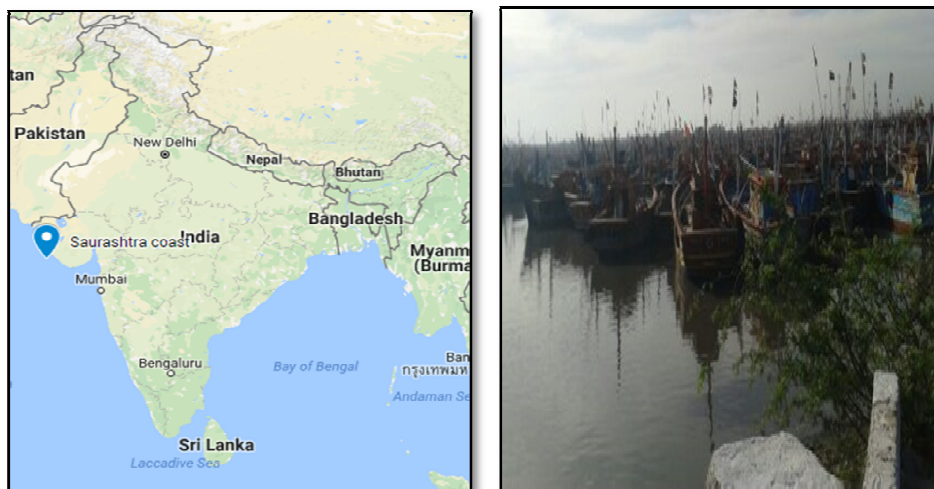 tan
Pakistan
New Delhi
Nepal
Bhutan
Bangladesh
Saurashtra coast
India
Myanm
(Burma
Mumbai
Bengaluru
Bay of Bengal
Ban
กรุงเทพมห
Andaman Se
Sri Lanka
Laccadive Sea